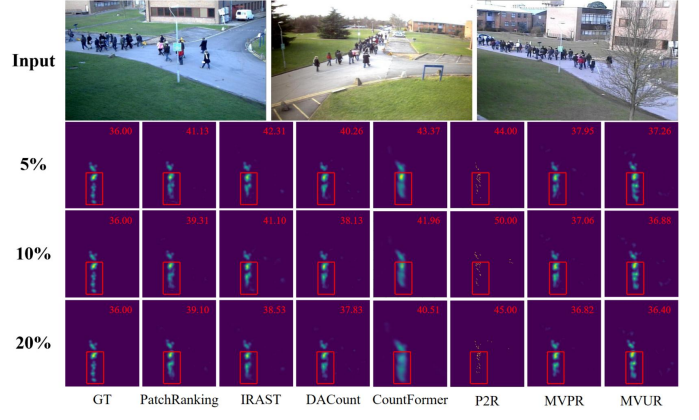 Input
5%
36.00 41.13 42.31 40.26 43.37 44.00 37.95 37.26
10%
36.00 39.31 41.10 38.13 41.96 50.00 37.06 36.88
20%
36.00 39.10 38.53 37.83 40.51 45.00 36.82 36.40
GT PatchRanking IRAST DACount CountFormer P2R MVPR MVUR